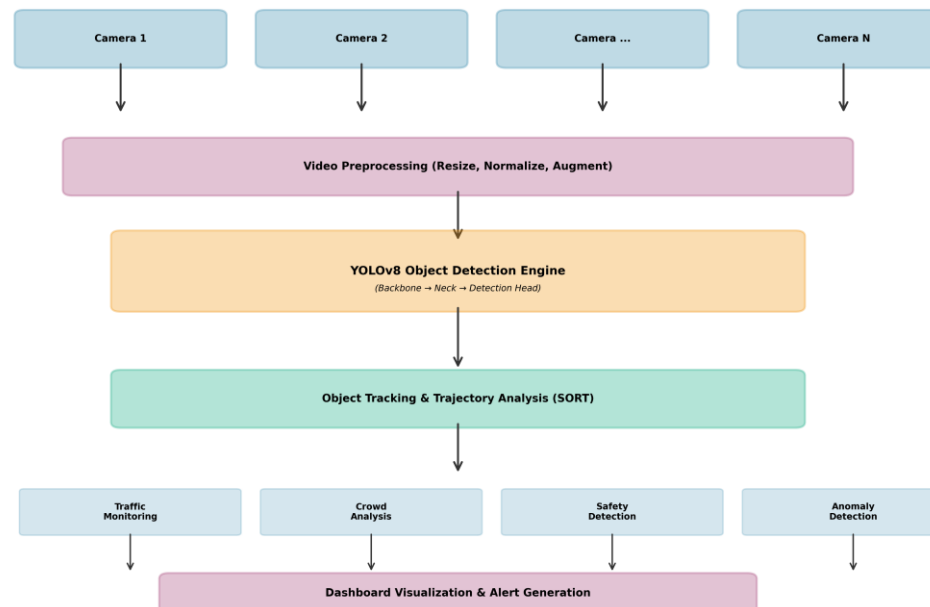 Camera 1
Camera 2
Camera ...
Camera N
Video Preprocessing (Resize, Normalize, Augment)
YOLOv8 Object Detection Engine
(Backbone → Neck → Detection Head)
Object Tracking & Trajectory Analysis (SORT)
Traffic
Monitoring
Crowd
Analysis
Safety
Detection
Anomaly
Detection
Dashboard Visualization & Alert Generation